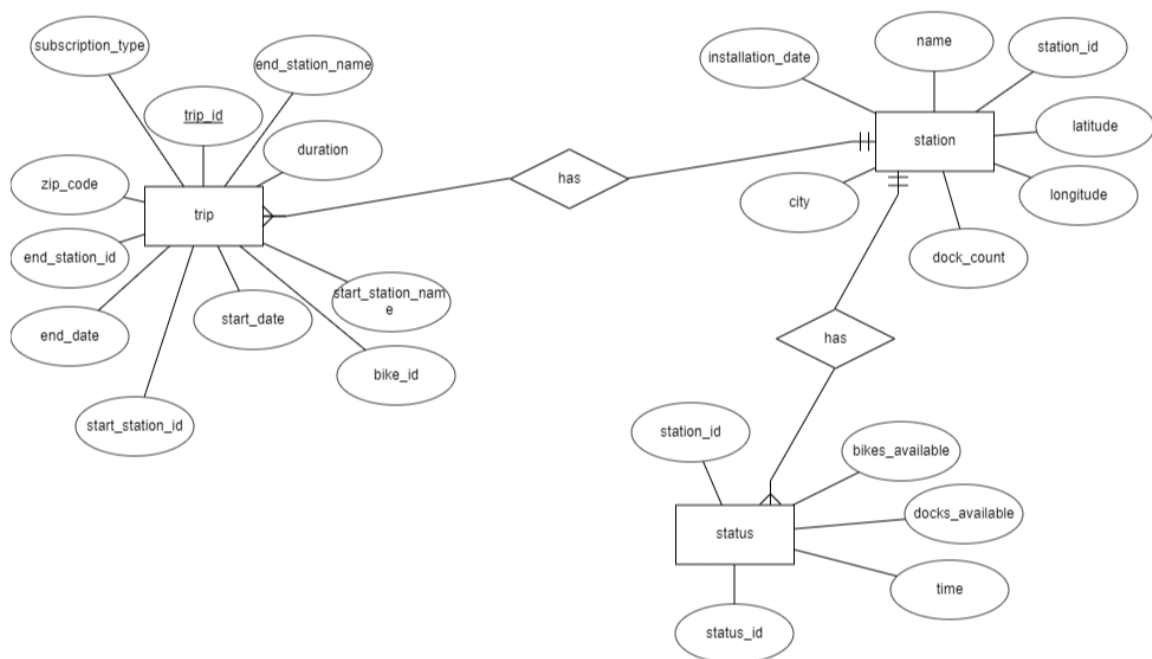 subscription_type
end_station_name
trip_id
duration
zip_code
trip
end_station_id
end_date
start_date
start_station_nam
e
bike_id
start_station_id
has
installation_date
name
station_id
station
latitude
longitude
city
dock_count
has
station_id
bikes_available
docks_available
status
time
status_id